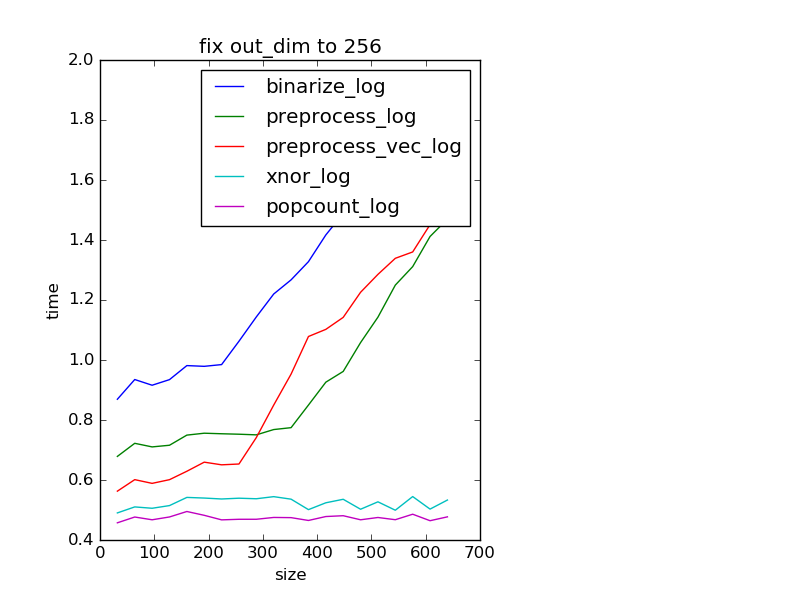 fix out_dim to 256
2.0
1.8
1.6
1.4
1.2
1.0
0.8
0.6
0.4
time
binarize_log
preprocess_log
preprocess_vec_log
xnor_log
popcount_log
0 100 200 300 400 500 600 700
size